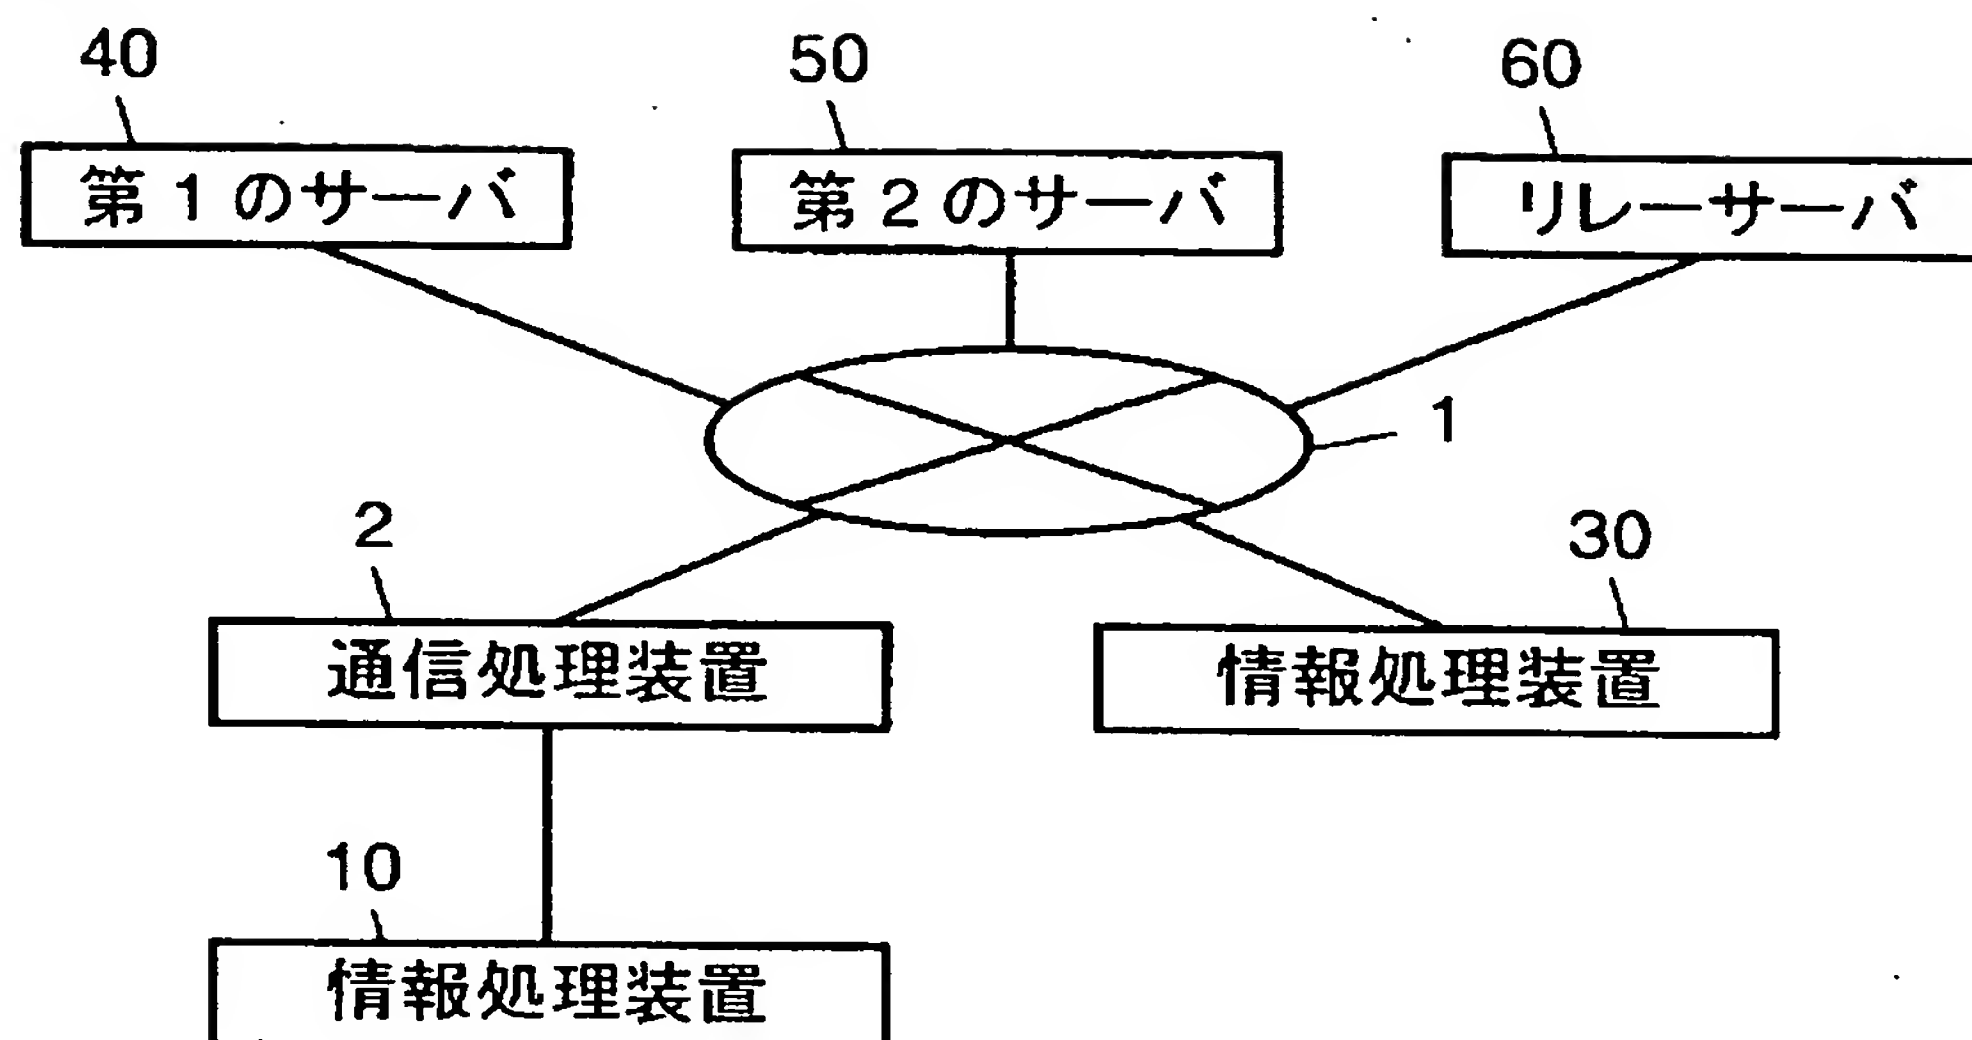 40 50 60
第1のサーバ 第2のサーバ リレーサーバ
1
2 30
通信処理装置 情報処理装置
10
情報処理装置